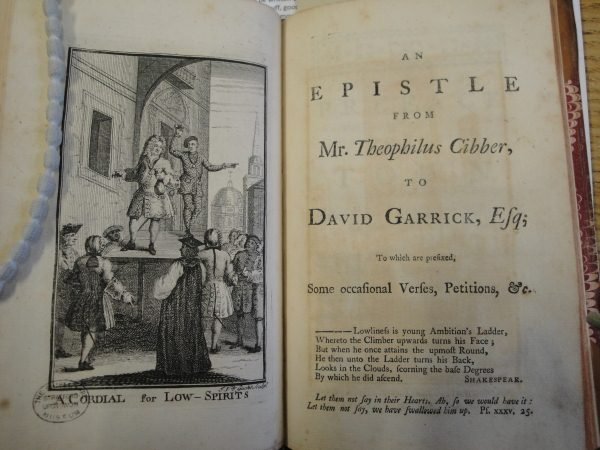 A CORDIAL for LOW-SPIRITS
AN
EPISTLE
FROM
Mr. Theophilus Cibber,
TO
DAVID GARRICK, Eſq;
To which are prefixed,
Some occaſional Verſes, Petitions, &c.
———Lowlineſs is young Ambition's Ladder,
Whereto the Climber upwards turns his Face;
But when he once attains the upmoſt Round,
He then unto the Ladder turns his Back,
Looks in the Clouds, ſcorning the baſe Degrees
By which he did aſcend. SHAKESPEAR.
Let them not ſay in their Hearts. Ah, ſo we would have it:
Let them not ſay, we have ſwallowed him up. Pſ. xxxv. 25.